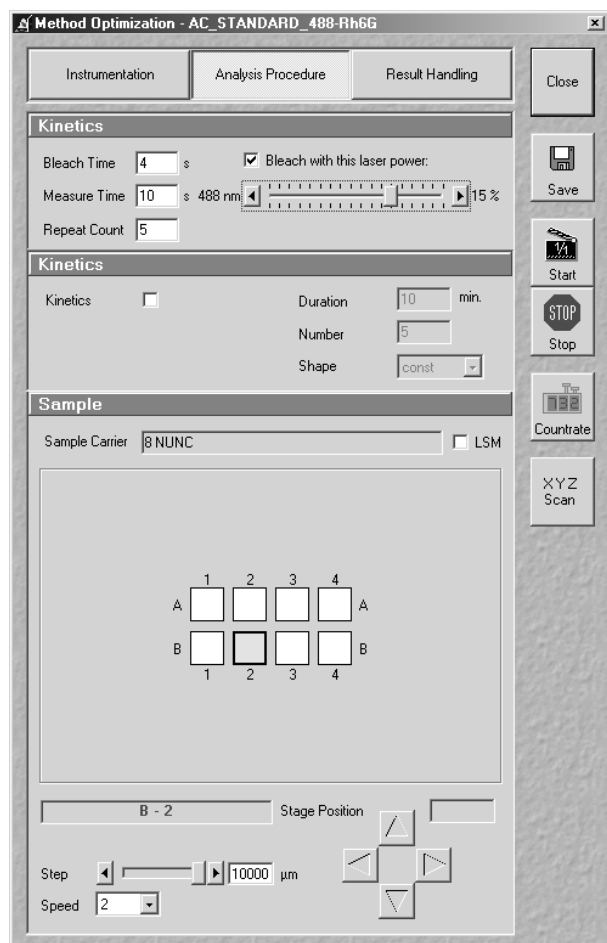 Method Optimization - AC_STANDARD_488-Rh6G
Instrumentation Analysis Procedure Result Handling
Close
Kinetics
Bleach Time 4 s Bleach with this laser power:
Measure Time 10 s 488 nm 15 %
Save
Repeat Count 5
1/1
Start
Kinetics
Kinetics Duration 10 min.
STOP
Number 5
Stop
Shape const
Sample
732
Countrate
Sample Carrier 8 NUNC LSM
XYZ
Scan
1 2 3 4
A A
B B
1 2 3 4
B - 2 Stage Position
Step 10000 µm
Speed 2